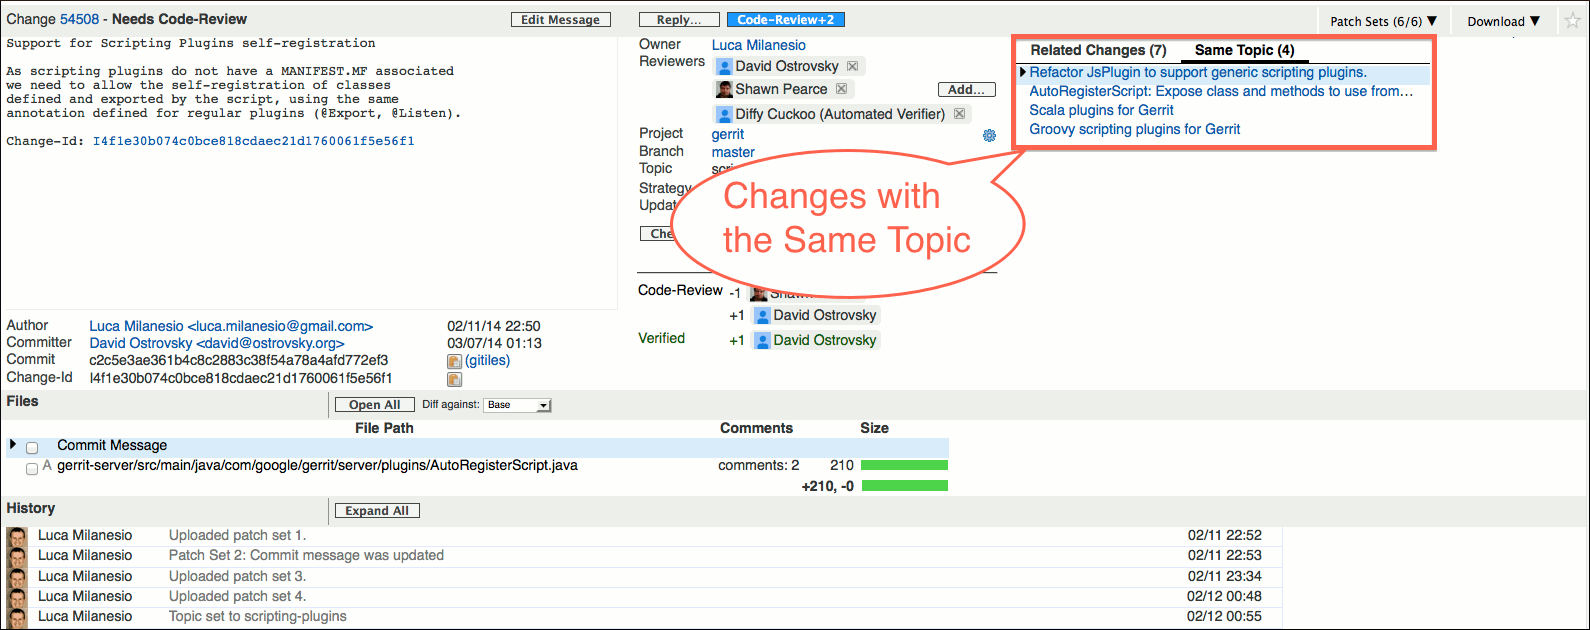 Change 54508 - Needs Code-Review
Edit Message
Reply...
Code-Review+2
Patch Sets (6/6) ▼
Download ▼
Support for Scripting Plugins self-registration
As scripting plugins do not have a MANIFEST.MF associated
we need to allow the self-registration of classes
defined and exported by the script, using the same
annotation defined for regular plugins (@Export, @Listen).
Change-Id: I4f1e30b074c0bce818cdaec21d1760061f5e56f1
Owner Luca Milanesio
Reviewers David Ostrovsky
Shawn Pearce
Add...
Diffy Cuckoo (Automated Verifier)
Project gerrit
Branch master
Topic
Strategy
Related Changes (7) Same Topic (4)
Refactor JsPlugin to support generic scripting plugins.
AutoRegisterScript: Expose class and methods to use from...
Scala plugins for Gerrit
Groovy scripting plugins for Gerrit
Changes with
the Same Topic
Code-Review -1
+1 David Ostrovsky
Verified +1 David Ostrovsky
Author Luca Milanesio <luca.milanesio@gmail.com> 02/11/14 22:50
Committer David Ostrovsky <david@ostrovsky.org> 03/07/14 01:13
Commit c2c5e3ae361b4c8c2883c38f54a78a4afd772ef3 (gitiles)
Change-Id I4f1e30b074c0bce818cdaec21d1760061f5e56f1
Files Open All Diff against: Base
File Path Comments Size
Commit Message
A gerrit-server/src/main/java/com/google/gerrit/server/plugins/AutoRegisterScript.java comments: 2 210
+210, -0
History Expand All
Luca Milanesio Uploaded patch set 1. 02/11 22:52
Luca Milanesio Patch Set 2: Commit message was updated 02/11 22:53
Luca Milanesio Uploaded patch set 3. 02/11 23:34
Luca Milanesio Uploaded patch set 4. 02/12 00:48
Luca Milanesio Topic set to scripting-plugins 02/12 00:55